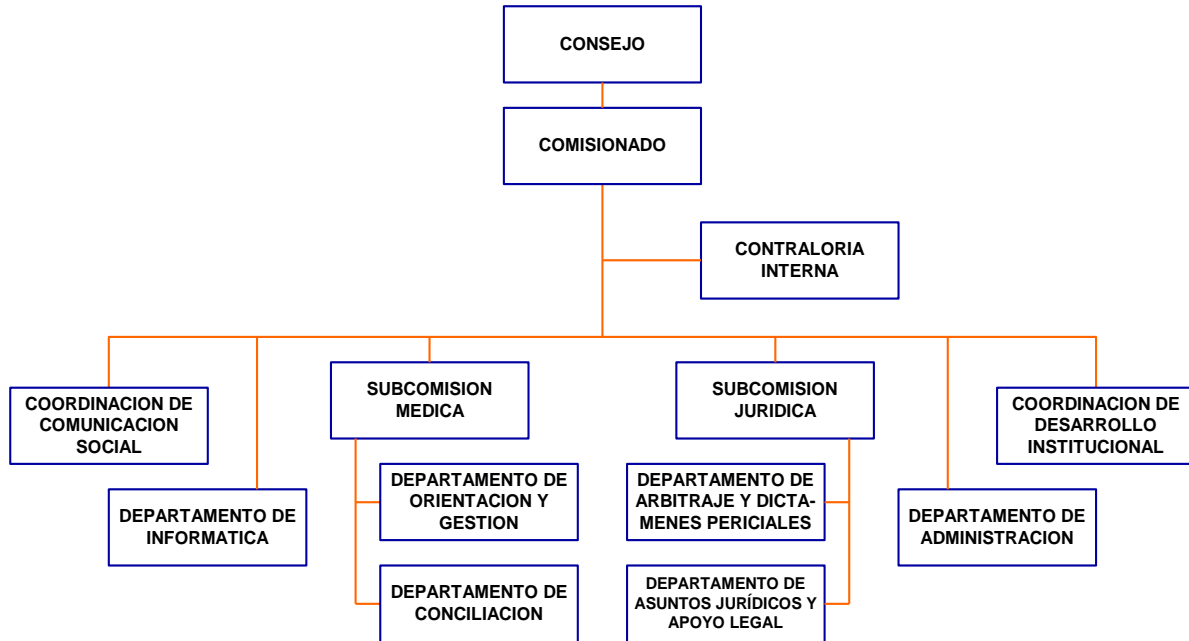 CONSEJO
COMISIONADO
CONTRALORIA
INTERNA
COORDINACION DE
COMUNICACION
SOCIAL
SUBCOMISION
MEDICA
SUBCOMISION
JURIDICA
COORDINACION DE
DESARROLLO
INSTITUCIONAL
DEPARTAMENTO DE
INFORMATICA
DEPARTAMENTO DE
ORIENTACION Y
GESTION
DEPARTAMENTO DE
ARBITRAJE Y DICTA-
MENES PERICIALES
DEPARTAMENTO DE
ADMINISTRACION
DEPARTAMENTO DE
CONCILIACION
DEPARTAMENTO DE
ASUNTOS JURÍDICOS Y
APOYO LEGAL